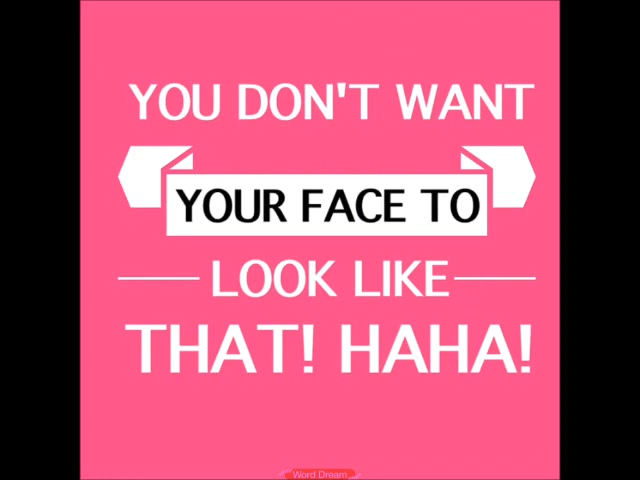 YOU DON'T WANT
YOUR FACE TO
LOOK LIKE
THAT! HAHA!
Word Dream